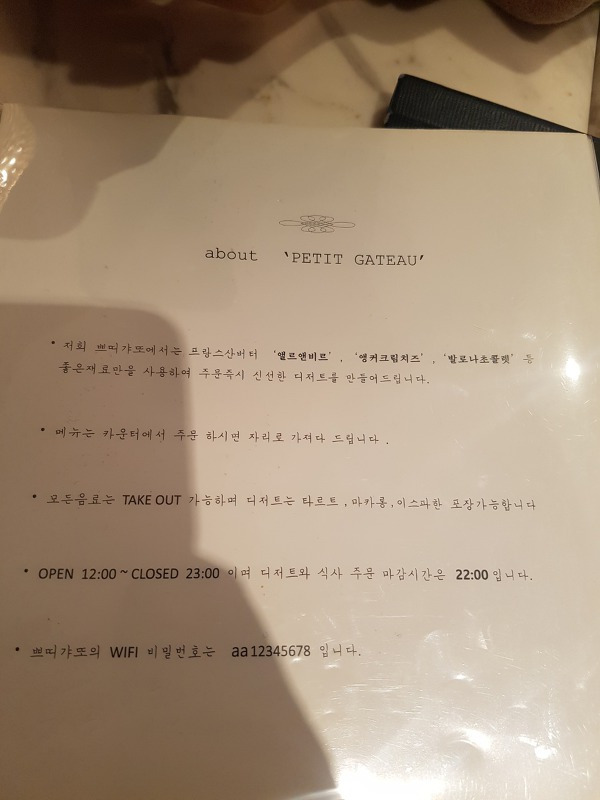 about 'PETIT GATEAU'
• 저희 쁘띠갸또에서는 프랑스산버터 '앨르앤비르' , '앵커크림치즈' , '발로나초콜렛' 등
좋은재료만을 사용하여 주문즉시 신선한 디저트를 만들어드립니다.
• 메뉴는 카운터에서 주문 하시면 자리로 가져다 드립니다 .
• 모든음료는 TAKE OUT 가능하며 디저트는 타르트 , 마카롱 , 이스파한 포장가능합니다
• OPEN 12:00 ~ CLOSED 23:00 이며 디저트와 식사 주문 마감시간은 22:00 입니다.
• 쁘띠갸또의 WIFI 비밀번호는 aa12345678 입니다.